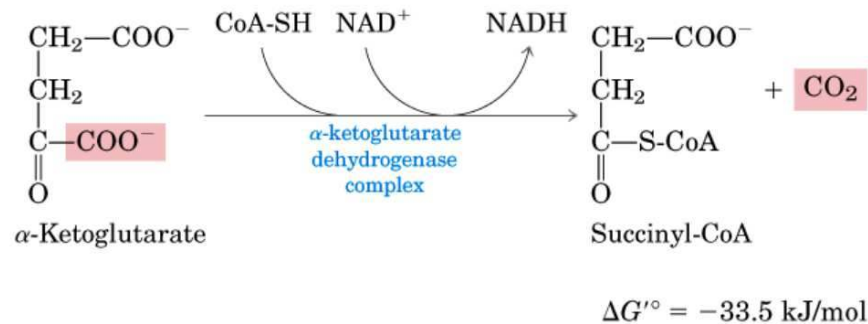 CH₂—COO⁻ CoA-SH NAD⁺ NADH CH₂—COO⁻
CH₂ CH₂ + CO₂
C—COO⁻ α-ketoglutarate C—S-CoA
dehydrogenase
complex
O O
α-Ketoglutarate Succinyl-CoA
ΔG′° = −33.5 kJ/mol